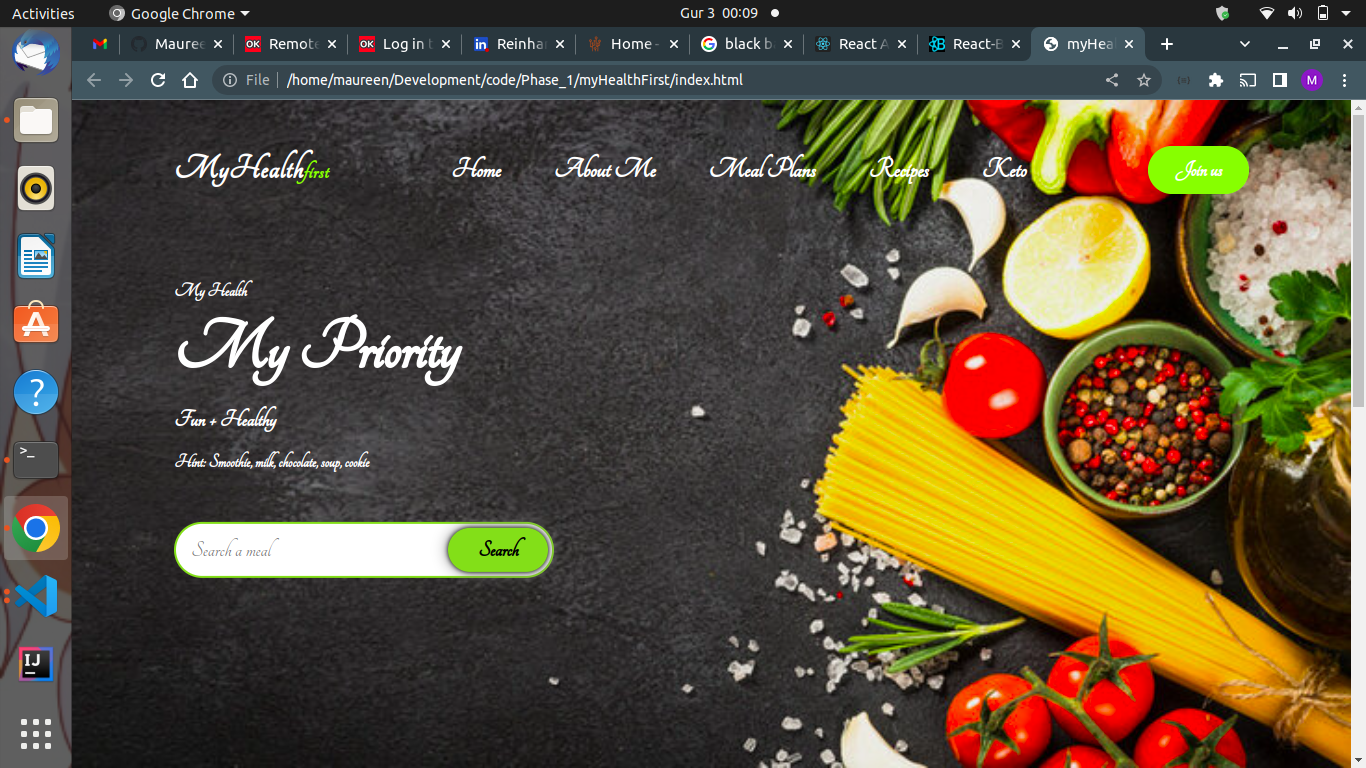 Activities
Google Chrome
Gur 3 00:09
Mauree
Remote
Log in t
Reinha
Home -
black b
React A
React-B
myHeal
File
/home/maureen/Development/code/Phase_1/myHealthFirst/index.html
M
MyHealthfirst
Home
About Me
Meal Plans
Recipes
Keto
Join us
My Health
My Priority
Fun + Healthy
Hint: Smoothie, milk, chocolate, soup, cookie
Search a meal
Search